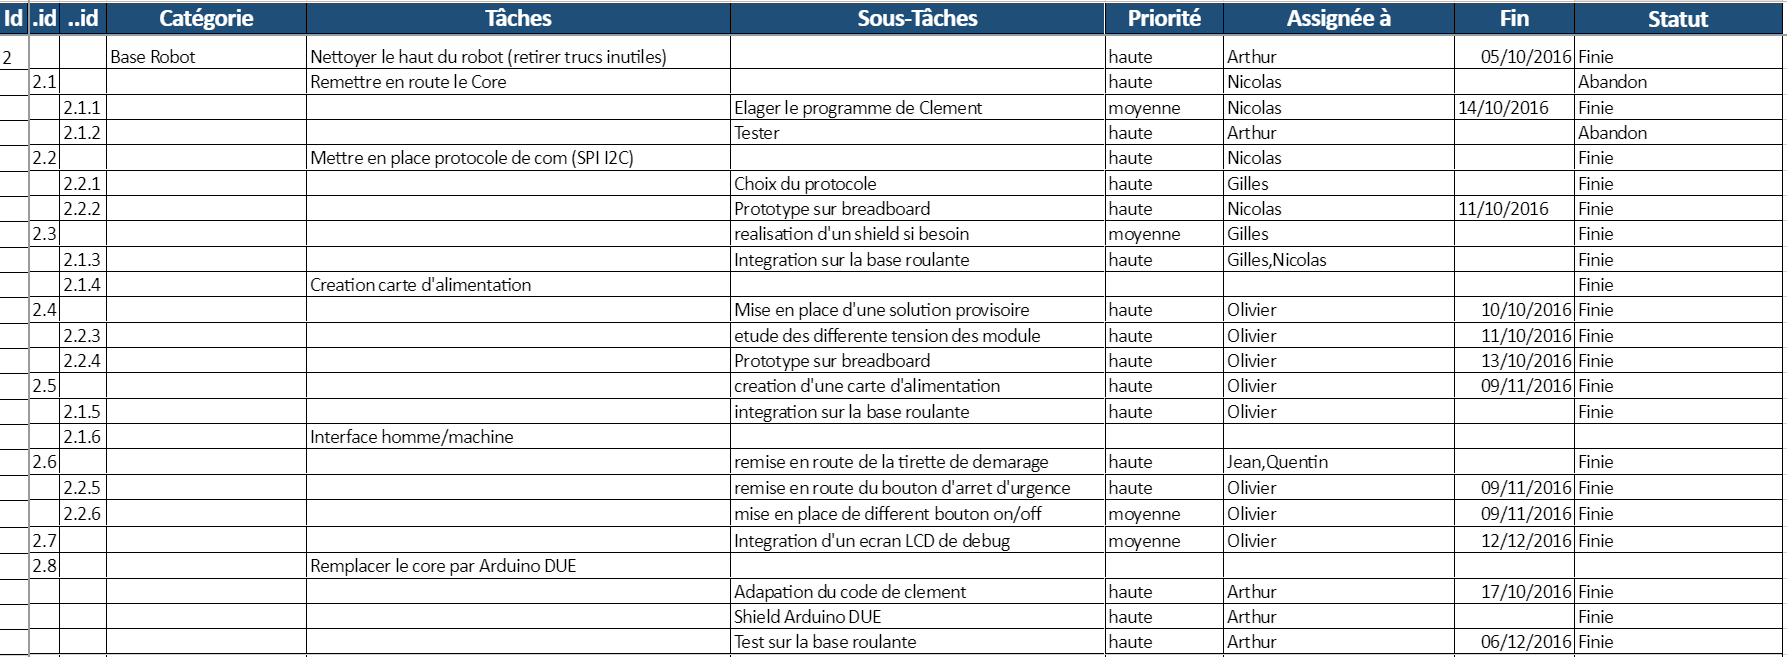 Id .id ..id Catégorie Tâches Sous-Tâches Priorité Assignée à Fin Statut
2 Base Robot Nettoyer le haut du robot (retirer trucs inutiles) haute Arthur 05/10/2016 Finie
2.1 Remettre en route le Core haute Nicolas Abandon
2.1.1 Elager le programme de Clement moyenne Nicolas 14/10/2016 Finie
2.1.2 Tester haute Arthur Abandon
2.2 Mettre en place protocole de com (SPI I2C) haute Nicolas Finie
2.2.1 Choix du protocole haute Gilles Finie
2.2.2 Prototype sur breadboard haute Nicolas 11/10/2016 Finie
2.3 realisation d'un shield si besoin moyenne Gilles Finie
2.1.3 Integration sur la base roulante haute Gilles,Nicolas Finie
2.1.4 Creation carte d'alimentation Finie
2.4 Mise en place d'une solution provisoire haute Olivier 10/10/2016 Finie
2.2.3 etude des differente tension des module haute Olivier 11/10/2016 Finie
2.2.4 Prototype sur breadboard haute Olivier 13/10/2016 Finie
2.5 creation d'une carte d'alimentation haute Olivier 09/11/2016 Finie
2.1.5 integration sur la base roulante haute Olivier Finie
2.1.6 Interface homme/machine
2.6 remise en route de la tirette de demarage haute Jean,Quentin Finie
2.2.5 remise en route du bouton d'arret d'urgence haute Olivier 09/11/2016 Finie
2.2.6 mise en place de different bouton on/off moyenne Olivier 09/11/2016 Finie
2.7 Integration d'un ecran LCD de debug moyenne Olivier 12/12/2016 Finie
2.8 Remplacer le core par Arduino DUE
Adapation du code de clement haute Arthur 17/10/2016 Finie
Shield Arduino DUE haute Arthur Finie
Test sur la base roulante haute Arthur 06/12/2016 Finie